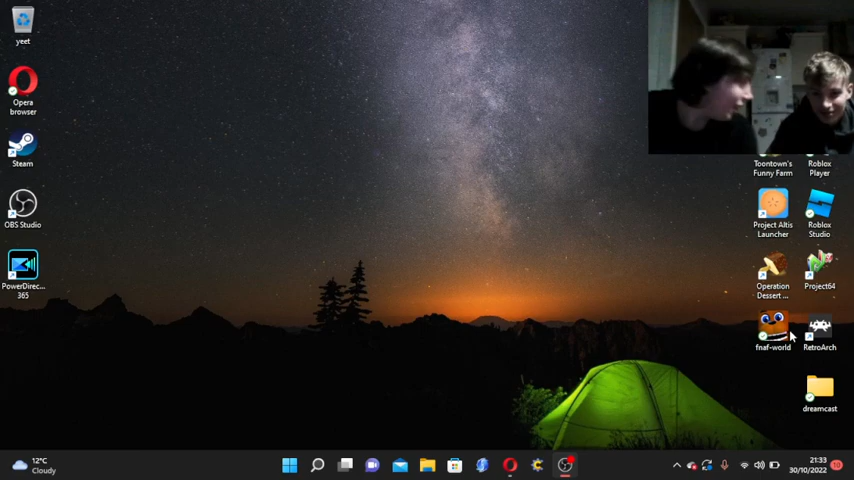 yeet
Opera
browser
Steam
OBS Studio
PowerDirec...
365
Toontown's
Funny Farm
Roblox
Player
Project Altis
Launcher
Roblox
Studio
Operation
Dessert ...
Project64
fnaf-world
RetroArch
dreamcast
12°C
Cloudy
21:33
30/10/2022
10